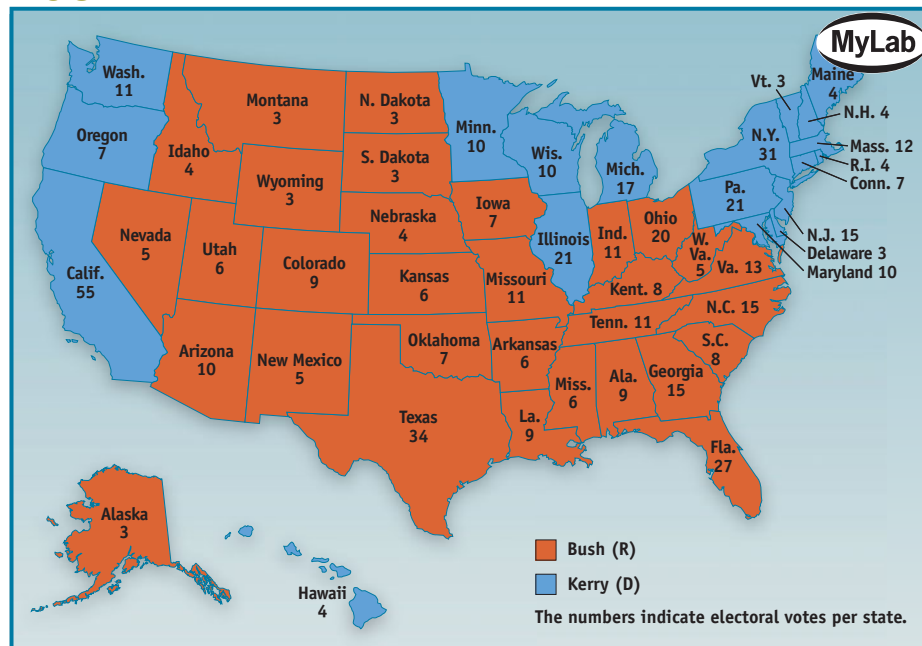 MyLab
Wash.
11
Oregon
7
Calif.
55
Idaho
4
Nevada
5
Montana
3
Wyoming
3
Utah
6
Arizona
10
Colorado
9
New Mexico
5
N. Dakota
3
S. Dakota
3
Nebraska
4
Kansas
6
Oklahoma
7
Texas
34
Minn.
10
Iowa
7
Missouri
11
Arkansas
6
La.
9
Wis.
10
Illinois
21
Mich.
17
Ind.
11
Ohio
20
Kent. 8
Tenn. 11
Miss.
6
Ala.
9
Georgia
15
Fla.
27
S.C.
8
N.C. 15
Va. 13
W.
Va.
5
Pa.
21
N.Y.
31
Vt. 3
Maine
4
N.H. 4
Mass. 12
R.I. 4
Conn. 7
N.J. 15
Delaware 3
Maryland 10
Alaska
3
Hawaii
4
Bush (R)
Kerry (D)
The numbers indicate electoral votes per state.